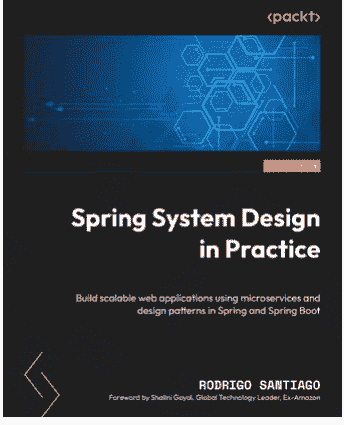 <packt>
Spring System Design
in Practice
Build scalable web applications using microservices and
design patterns in Spring and Spring Boot
RODRIGO SANTIAGO
Foreword by Shalini Goyal, Global Technology Leader, Ex-Amazon